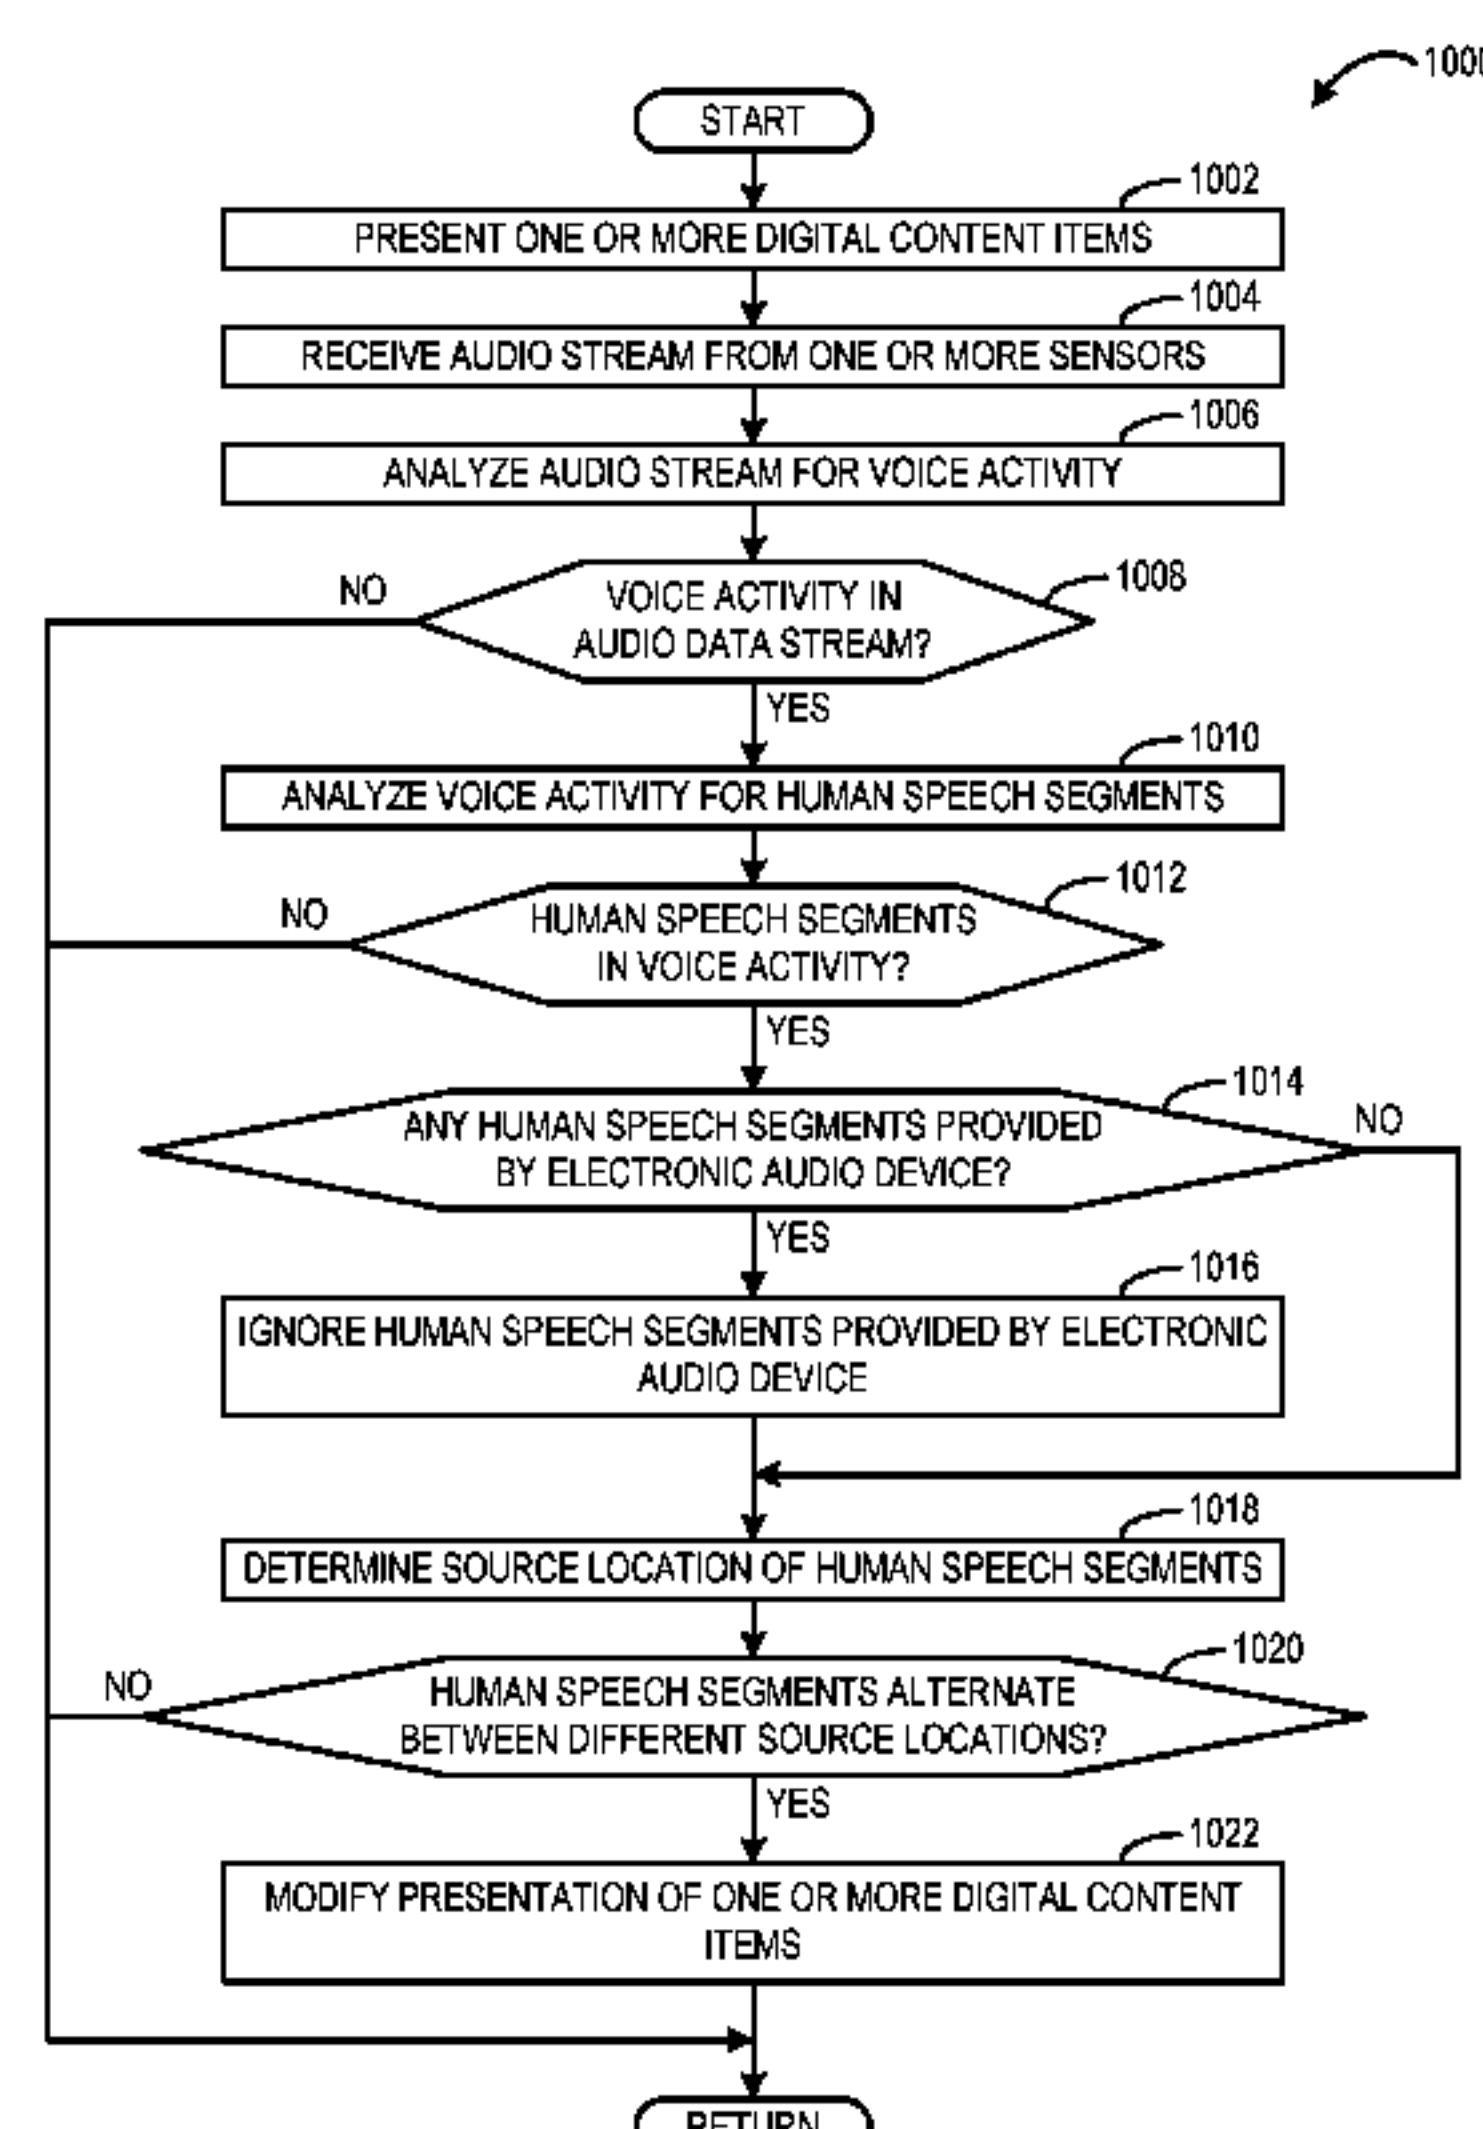 1000
START
1002
PRESENT ONE OR MORE DIGITAL CONTENT ITEMS
1004
RECEIVE AUDIO STREAM FROM ONE OR MORE SENSORS
1006
ANALYZE AUDIO STREAM FOR VOICE ACTIVITY
1008
NO
VOICE ACTIVITY IN
AUDIO DATA STREAM?
YES
1010
ANALYZE VOICE ACTIVITY FOR HUMAN SPEECH SEGMENTS
1012
NO
HUMAN SPEECH SEGMENTS
IN VOICE ACTIVITY?
YES
1014
NO
ANY HUMAN SPEECH SEGMENTS PROVIDED
BY ELECTRONIC AUDIO DEVICE?
YES
1016
IGNORE HUMAN SPEECH SEGMENTS PROVIDED BY ELECTRONIC
AUDIO DEVICE
1018
DETERMINE SOURCE LOCATION OF HUMAN SPEECH SEGMENTS
1020
NO
HUMAN SPEECH SEGMENTS ALTERNATE
BETWEEN DIFFERENT SOURCE LOCATIONS?
YES
1022
MODIFY PRESENTATION OF ONE OR MORE DIGITAL CONTENT
ITEMS
RETURN